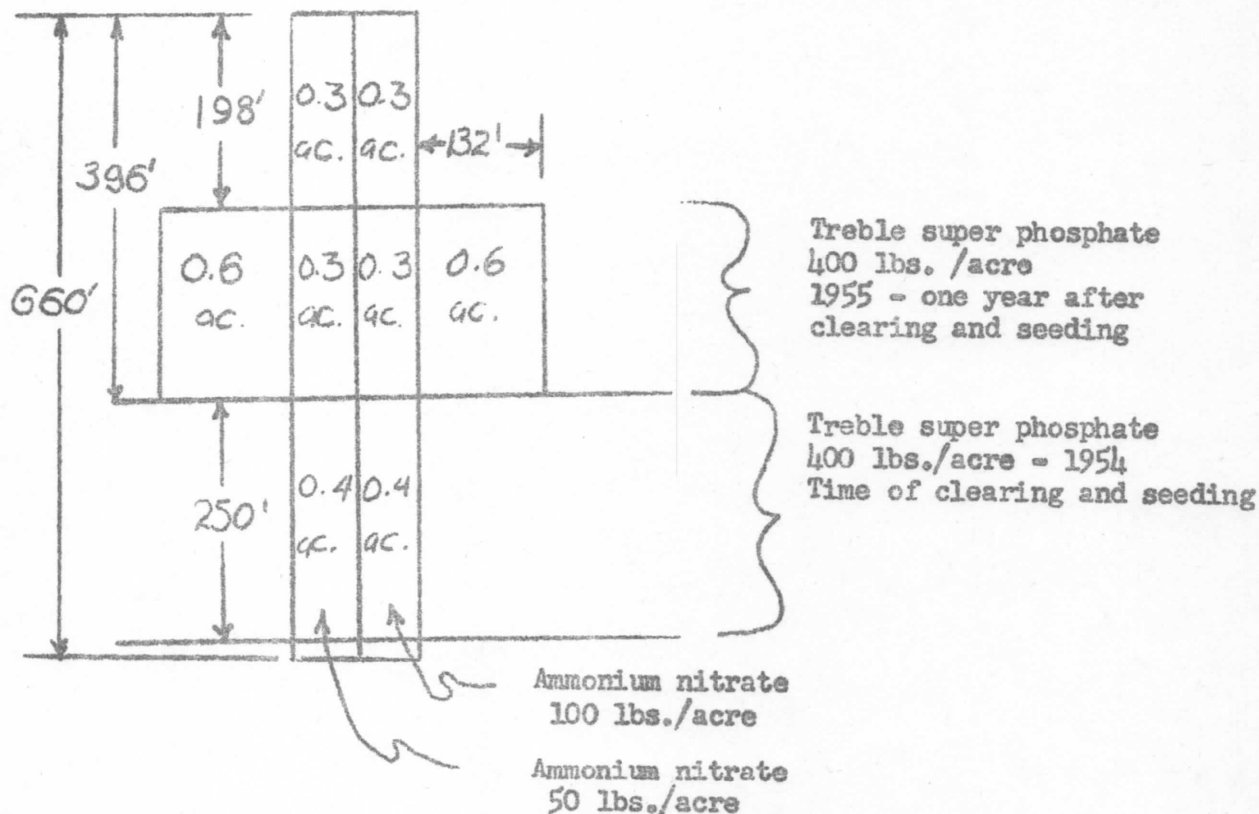 198'
0.3 0.3
ac. ac.
132'
396'
660'
0.6
ac.
0.3 0.3
ac. ac.
0.6
ac.
250'
0.4 0.4
ac. ac.
Treble super phosphate
400 lbs. /acre
1955 - one year after
clearing and seeding
Treble super phosphate
400 lbs./acre - 1954
Time of clearing and seeding
Ammonium nitrate
100 lbs./acre
Ammonium nitrate
50 lbs./acre